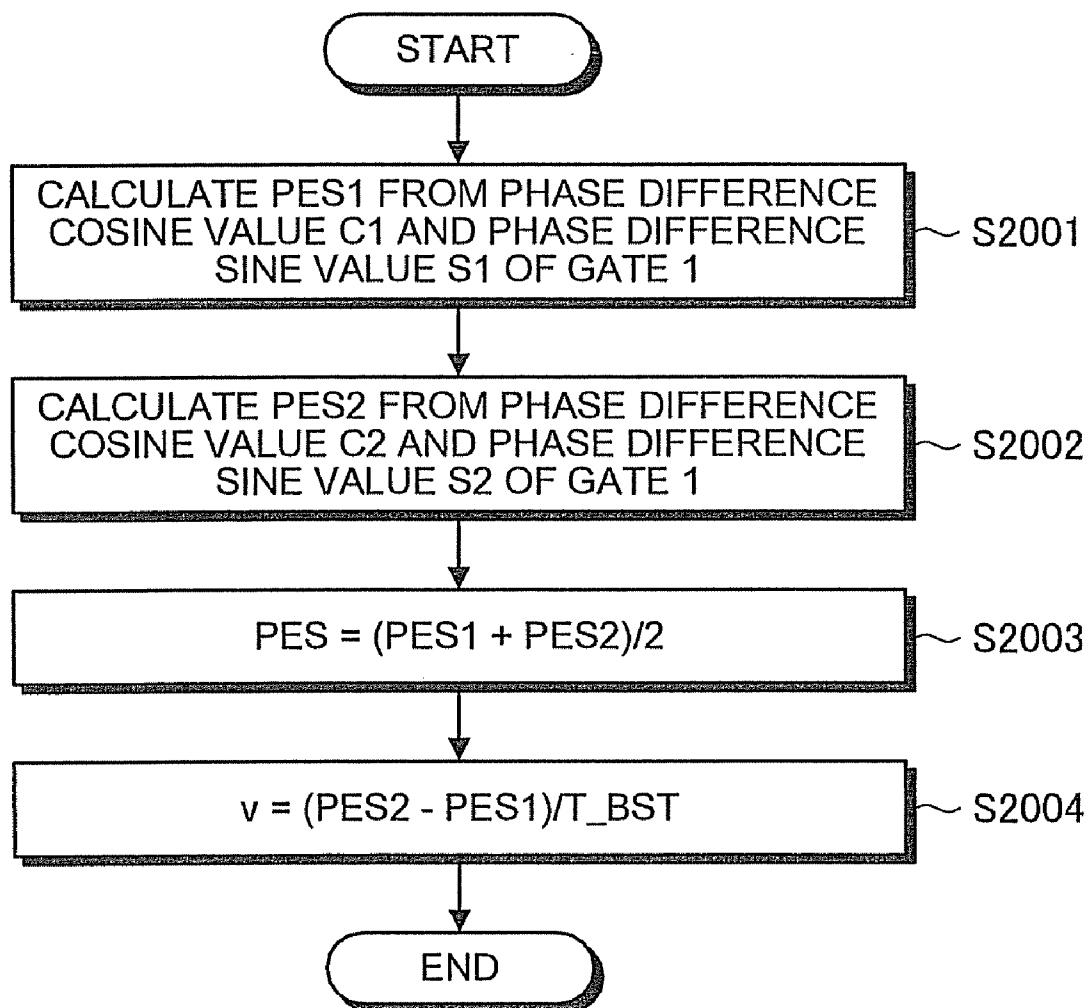 START
CALCULATE PES1 FROM PHASE DIFFERENCE
COSINE VALUE C1 AND PHASE DIFFERENCE
SINE VALUE S1 OF GATE 1
S2001
CALCULATE PES2 FROM PHASE DIFFERENCE
COSINE VALUE C2 AND PHASE DIFFERENCE
SINE VALUE S2 OF GATE 1
S2002
PES = (PES1 + PES2)/2
S2003
v = (PES2 - PES1)/T_BST
S2004
END